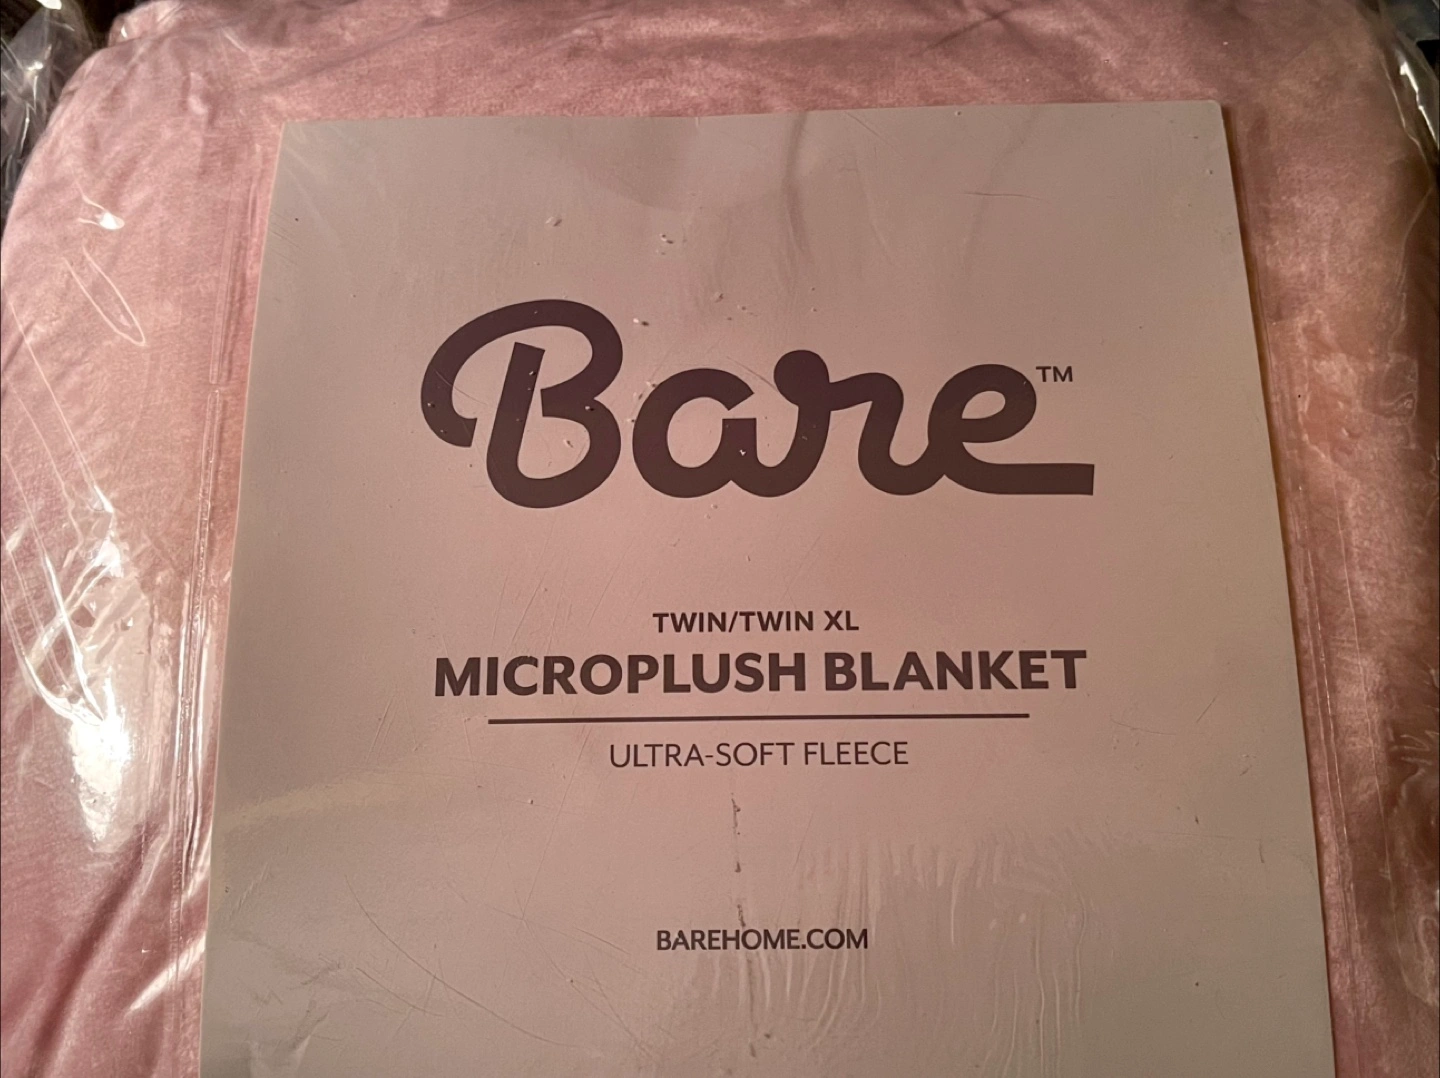 Bare™
TWIN/TWIN XL
MICROPLUSH BLANKET
ULTRA-SOFT FLEECE
BAREHOME.COM